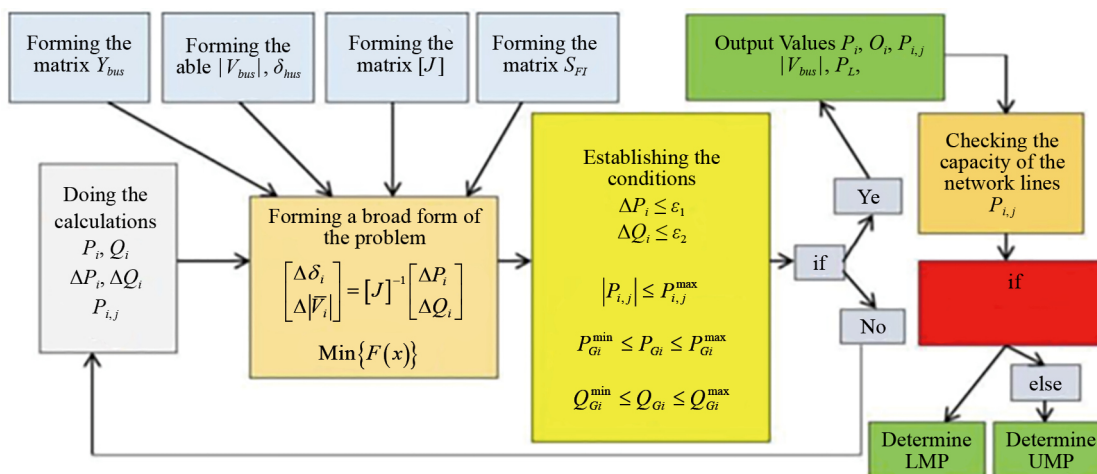 Forming the
matrix Y_bus
Forming the
able |V_bus|, δ_hus
Forming the
matrix [J]
Forming the
matrix S_FI
Output Values P_i, O_i, P_i,j
|V_bus|, P_L,
Doing the
calculations
P_i, Q_i
ΔP_i, ΔQ_i
P_i,j
Forming a broad form of
the problem
[Δδ_i; Δ|V̅_i|] = [J]^−1 [ΔP_i; ΔQ_i]
Min{F(x)}
Establishing the
conditions
ΔP_i ≤ ε_1
ΔQ_i ≤ ε_2
|P_i,j| ≤ P_i,j^max
P_Gi^min ≤ P_Gi ≤ P_Gi^max
Q_Gi^min ≤ Q_Gi ≤ Q_Gi^max
if
Ye
No
Checking the
capacity of the
network lines
P_i,j
if
else
Determine
LMP
Determine
UMP